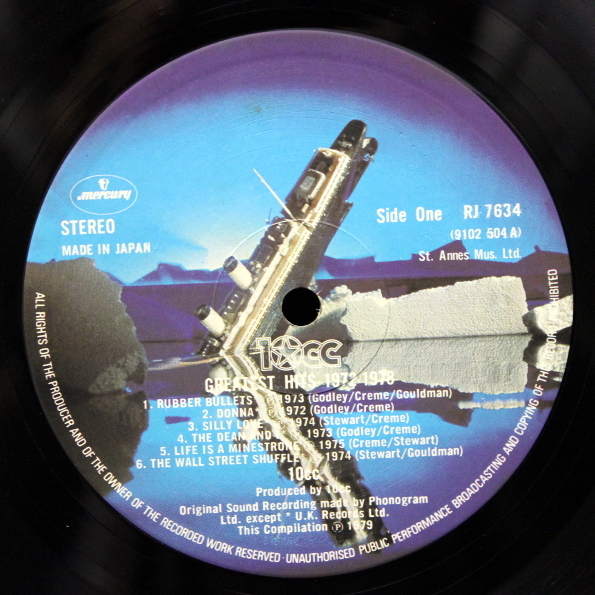 mercury
STEREO
MADE IN JAPAN
Side One RJ 7634
(9102 504 A)
St. Annes Mus. Ltd.
10cc
GREATEST HITS 1972-1978
1. RUBBER BULLETS* ℗ 1973 (Godley/Creme/Gouldman)
2. DONNA* ℗ 1972 (Godley/Creme)
3. SILLY LOVE ℗ 1974 (Stewart/Creme)
4. THE DEAN AND I* ℗ 1973 (Godley/Creme)
5. LIFE IS A MINESTRONE ℗ 1975 (Creme/Stewart)
6. THE WALL STREET SHUFFLE* ℗ 1974 (Stewart/Gouldman)
10cc
Produced by 10cc
Original Sound Recording made by Phonogram
Ltd. except * U.K. Records Ltd.
This Compilation ℗ 1979
ALL RIGHTS OF THE PRODUCER AND OF THE OWNER OF THE RECORDED WORK RESERVED · UNAUTHORISED PUBLIC PERFORMANCE BROADCASTING AND COPYING OF THE RECORD PROHIBITED